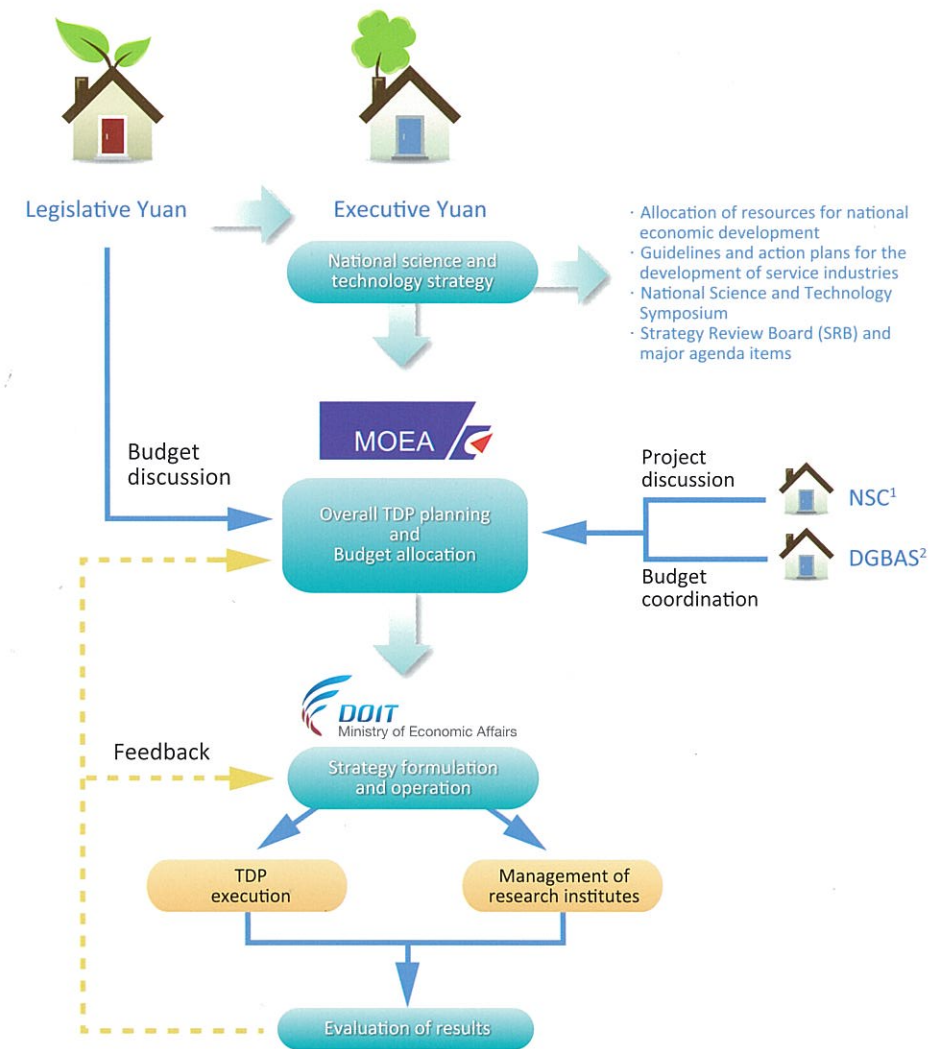 Legislative Yuan
Executive Yuan
National science and
technology strategy
· Allocation of resources for national
economic development
· Guidelines and action plans for the
development of service industries
· National Science and Technology
Symposium
· Strategy Review Board (SRB) and
major agenda items
MOEA
Budget
discussion
Overall TDP planning
and
Budget allocation
Project
discussion
NSC¹
DGBAS²
Budget
coordination
DOIT
Ministry of Economic Affairs
Feedback
Strategy formulation
and operation
TDP
execution
Management of
research institutes
Evaluation of results